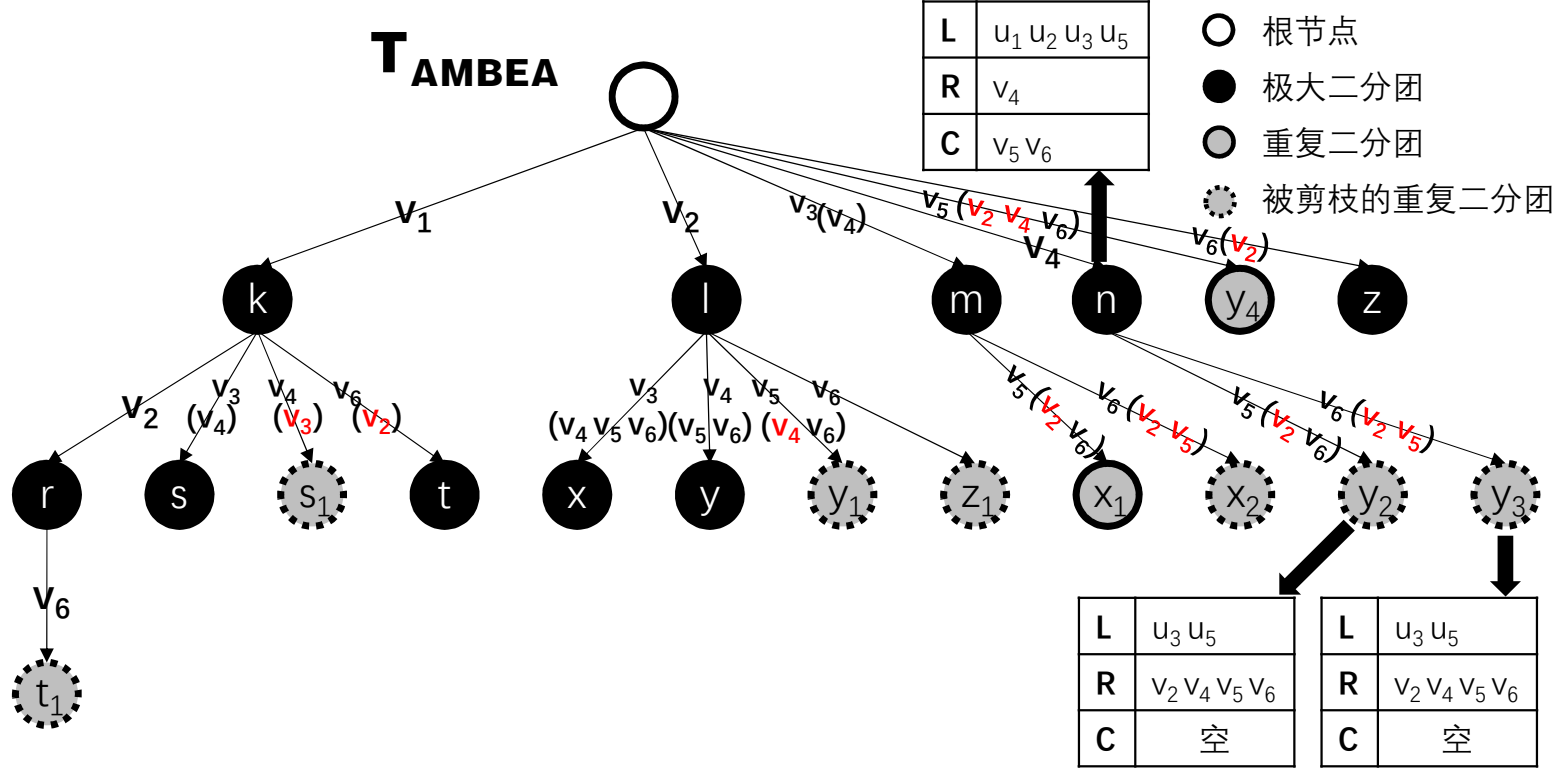 T AMBEA
L u₁ u₂ u₃ u₅
R v₄
C v₅ v₆
根节点
极大二分团
重复二分团
被剪枝的重复二分团
v₁
v₂
v₃(v₄)
v₄
v₅ (v₂ v₄ v₆)
v₆(v₂)
k
l
m
n
y₄
z
v₂
v₃
(v₄)
v₄
(v₃)
v₆
(v₂)
v₃
(v₄ v₅ v₆)
v₄
(v₅ v₆)
v₅
(v₄ v₆)
v₆
v₅ (v₂ v₆)
v₆ (v₂ v₅)
v₅ (v₂ v₆)
v₆ (v₂ v₅)
r
s
s₁
t
x
y
y₁
z₁
x₁
x₂
y₂
y₃
v₆
t₁
L u₃ u₅
R v₂ v₄ v₅ v₆
C 空
L u₃ u₅
R v₂ v₄ v₅ v₆
C 空